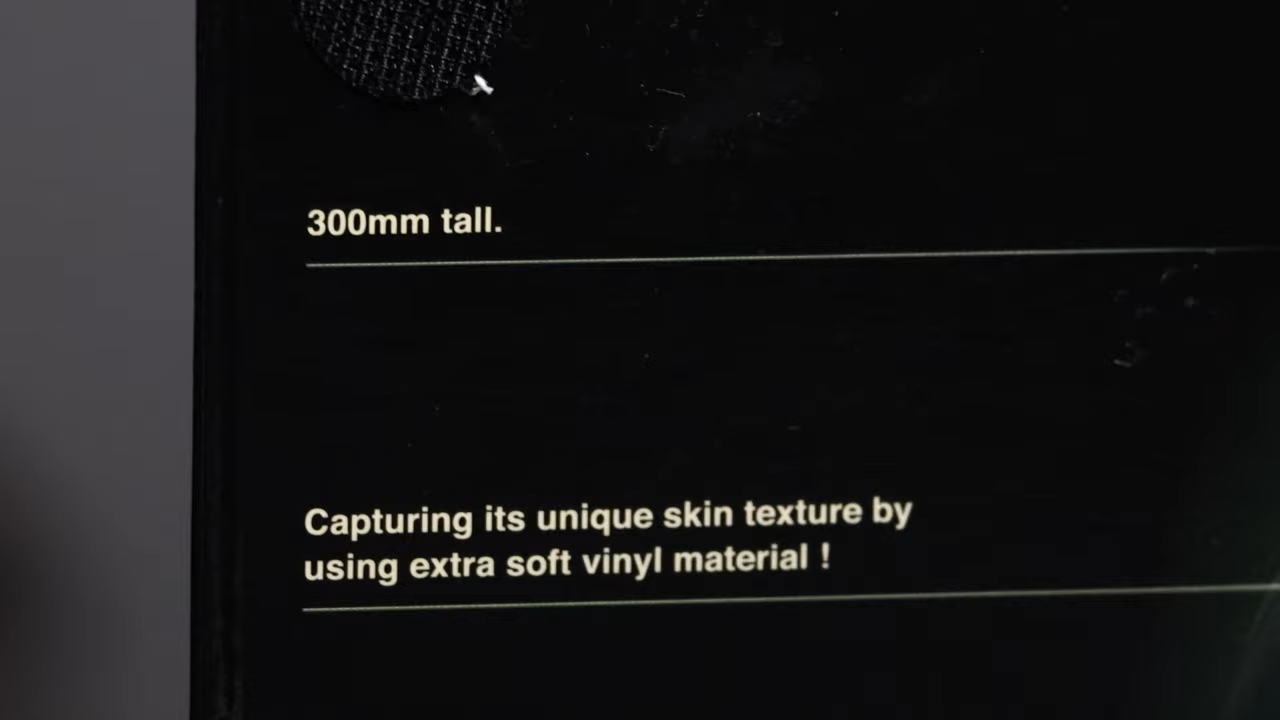 300mm tall.
Capturing its unique skin texture by
using extra soft vinyl material !